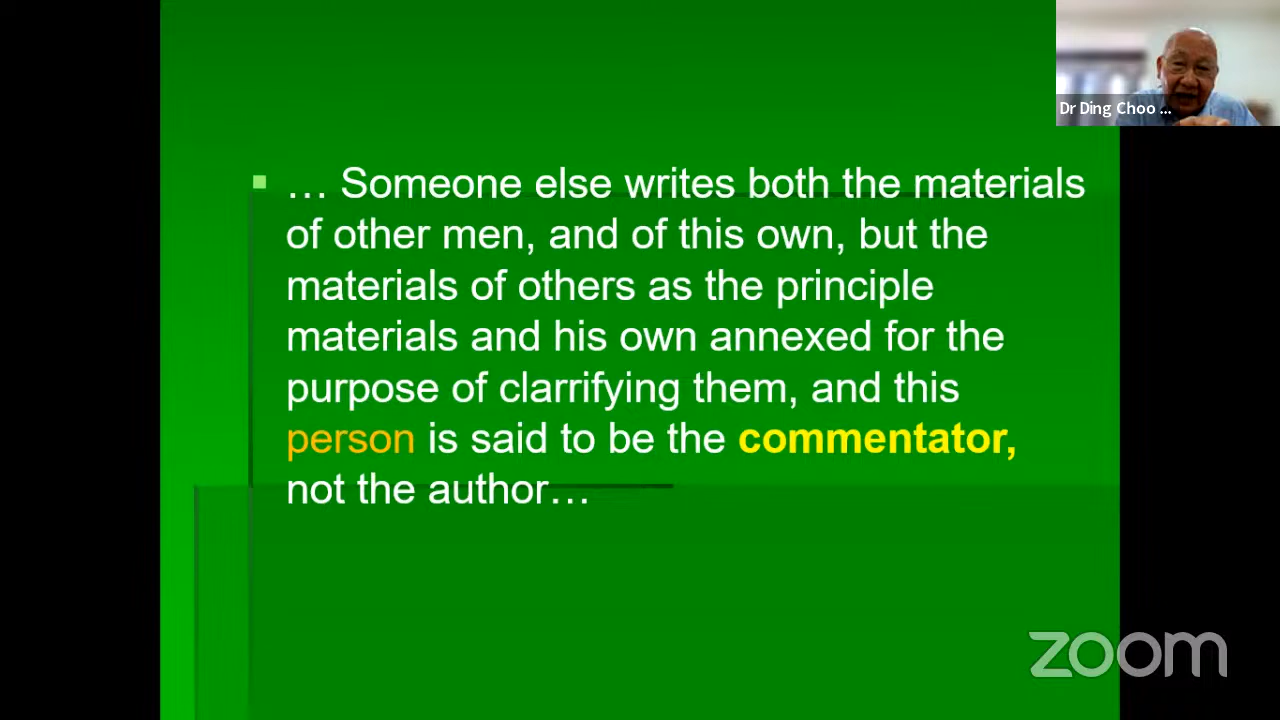 Dr Ding Choo ...
… Someone else writes both the materials
of other men, and of this own, but the
materials of others as the principle
materials and his own annexed for the
purpose of clarrifying them, and this
person is said to be the commentator,
not the author…
zoom